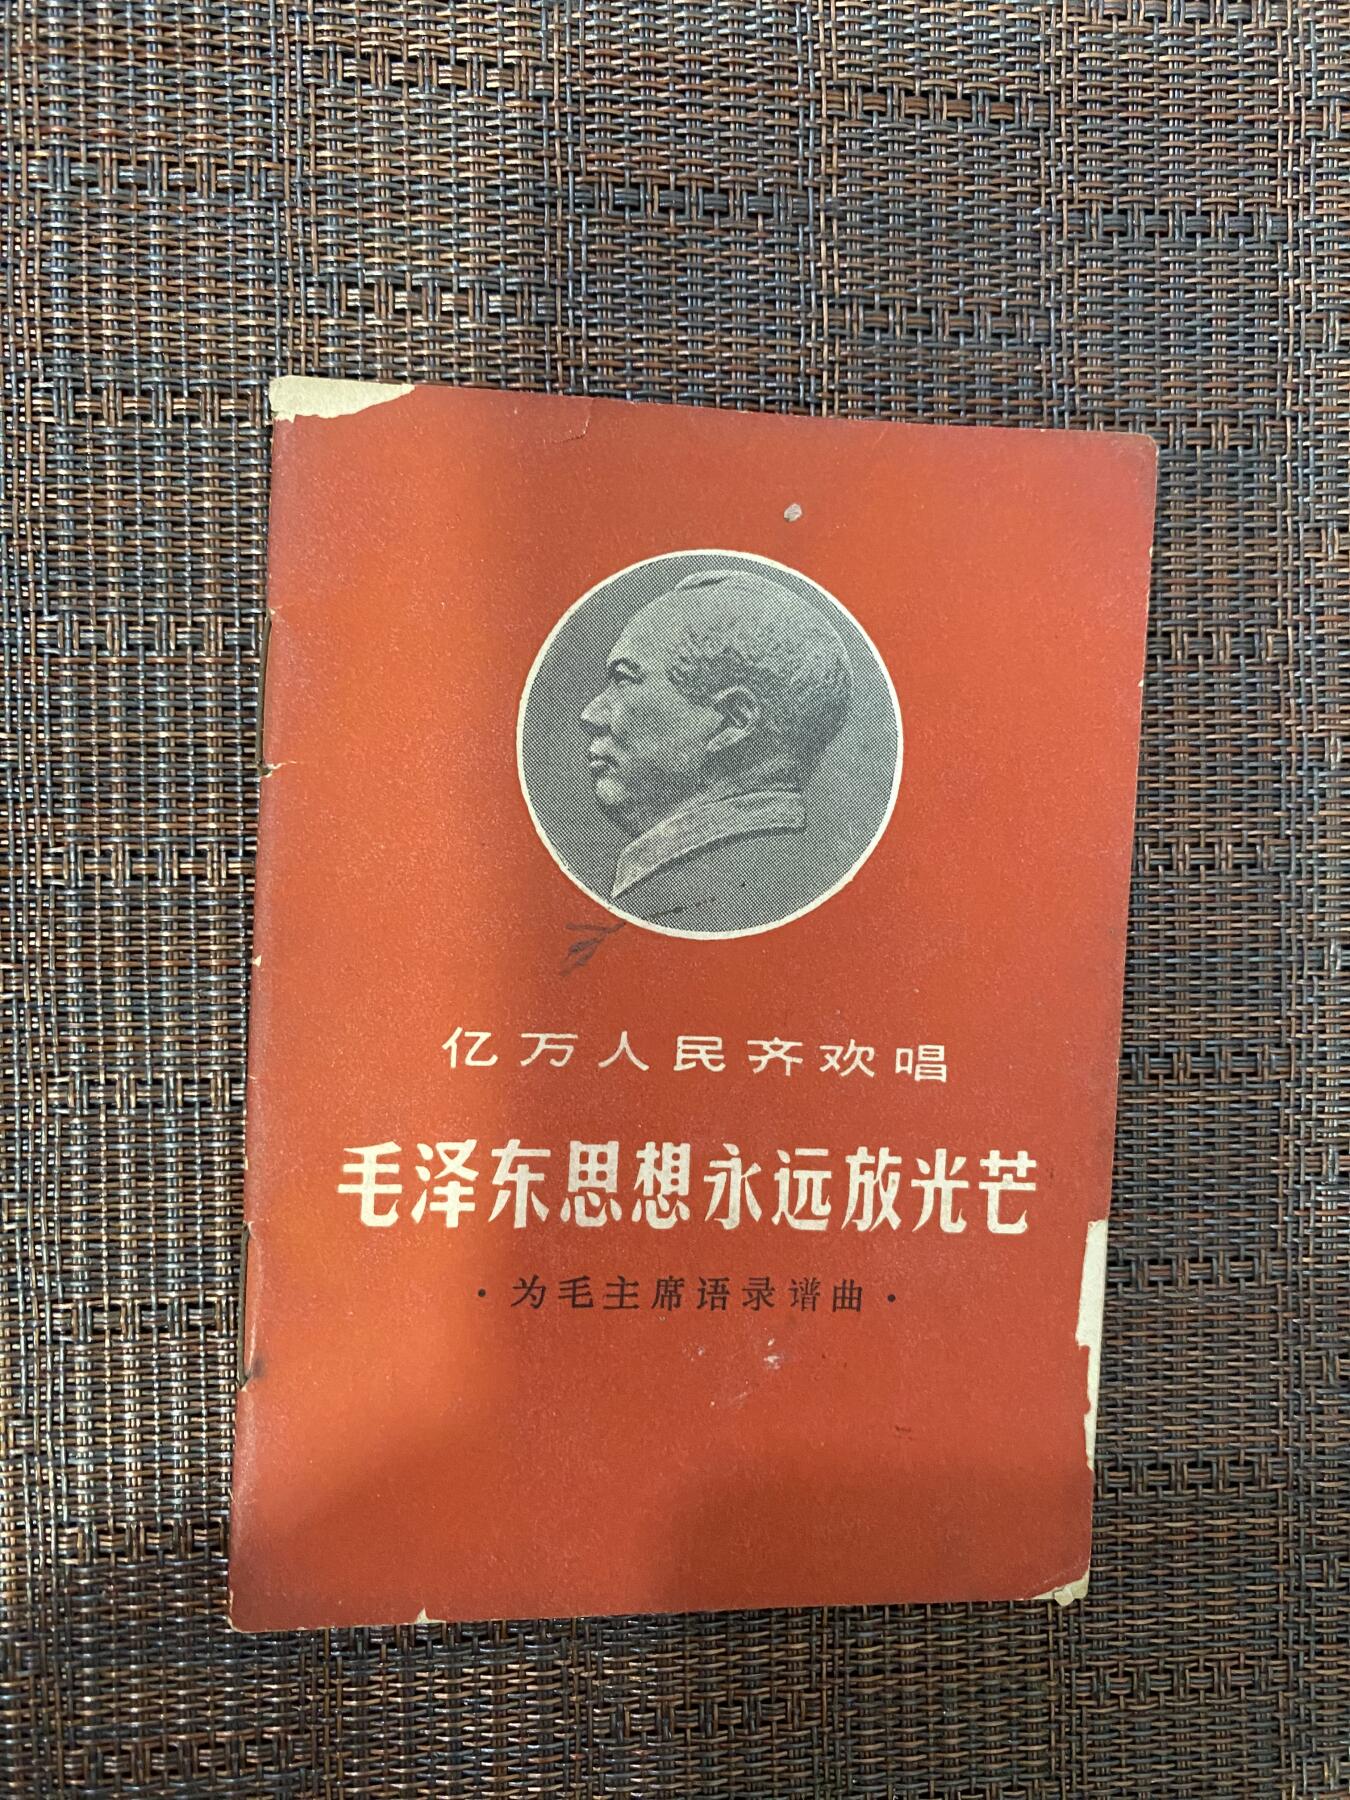 亿万人民齐欢唱
毛泽东思想永远放光芒
·为毛主席语录谱曲·